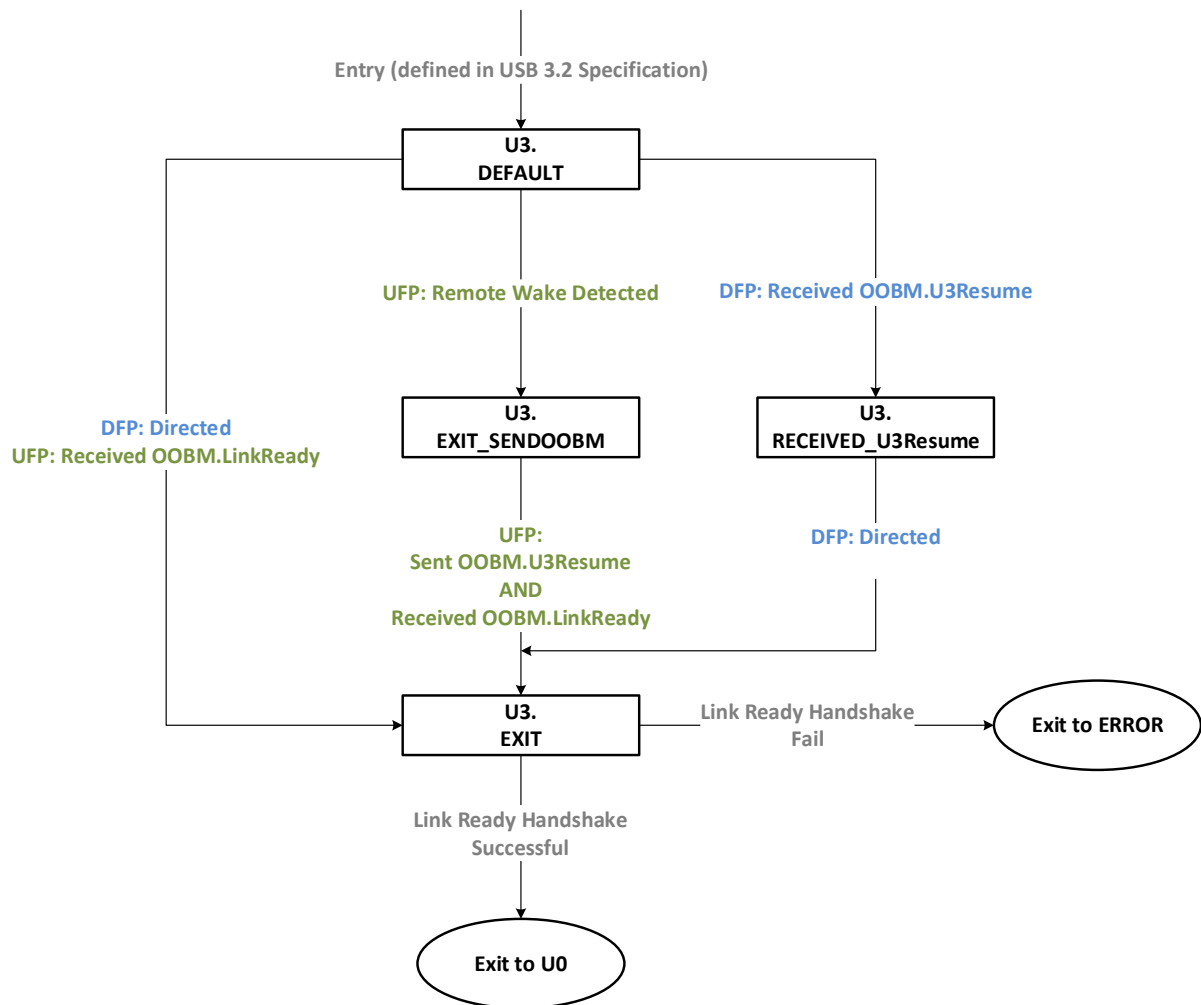 Entry (defined in USB 3.2 Specification)
U3.
DEFAULT
UFP: Remote Wake Detected
DFP: Received OOBM.U3Resume
DFP: Directed
UFP: Received OOBM.LinkReady
U3.
EXIT_SENDOOBM
U3.
RECEIVED_U3Resume
UFP:
Sent OOBM.U3Resume
AND
Received OOBM.LinkReady
DFP: Directed
U3.
EXIT
Link Ready Handshake
Fail
Exit to ERROR
Link Ready Handshake
Successful
Exit to U0